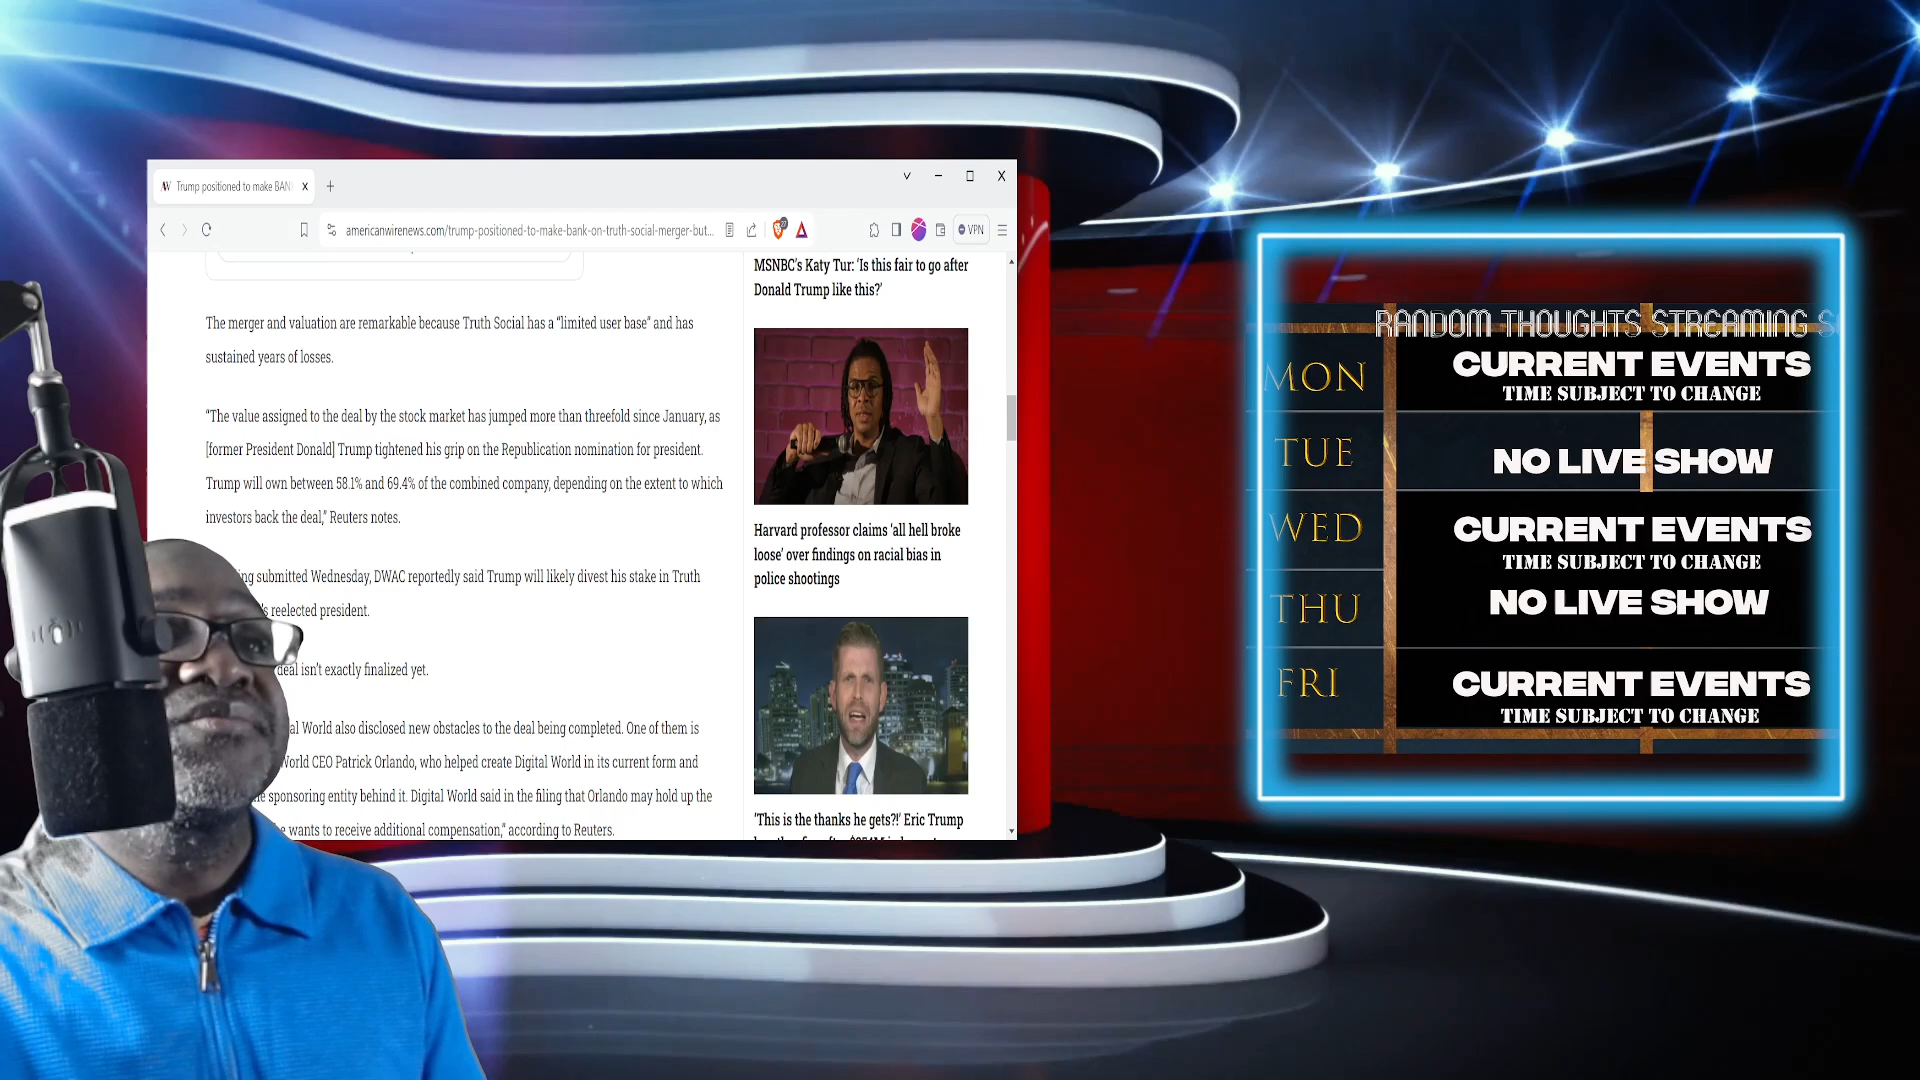 Trump positioned to make BAN
americanwirenews.com/trump-positioned-to-make-bank-on-truth-social-merger-but...
VPN
The merger and valuation are remarkable because Truth Social has a “limited user base” and has
sustained years of losses.
“The value assigned to the deal by the stock market has jumped more than threefold since January, as
[former President Donald] Trump tightened his grip on the Republication nomination for president.
Trump will own between 58.1% and 69.4% of the combined company, depending on the extent to which
investors back the deal,” Reuters notes.
submitted Wednesday, DWAC reportedly said Trump will likely divest his stake in Truth
reelected president.
deal isn’t exactly finalized yet.
World also disclosed new obstacles to the deal being completed. One of them is
World CEO Patrick Orlando, who helped create Digital World in its current form and
sponsoring entity behind it. Digital World said in the filing that Orlando may hold up the
wants to receive additional compensation,” according to Reuters.
MSNBC’s Katy Tur: ‘Is this fair to go after
Donald Trump like this?’
Harvard professor claims ‘all hell broke
loose’ over findings on racial bias in
police shootings
‘This is the thanks he gets?!’ Eric Trump
RANDOM THOUGHTS STREAMING S
MON
CURRENT EVENTS
TIME SUBJECT TO CHANGE
TUE
NO LIVE SHOW
WED
CURRENT EVENTS
TIME SUBJECT TO CHANGE
THU
NO LIVE SHOW
FRI
CURRENT EVENTS
TIME SUBJECT TO CHANGE